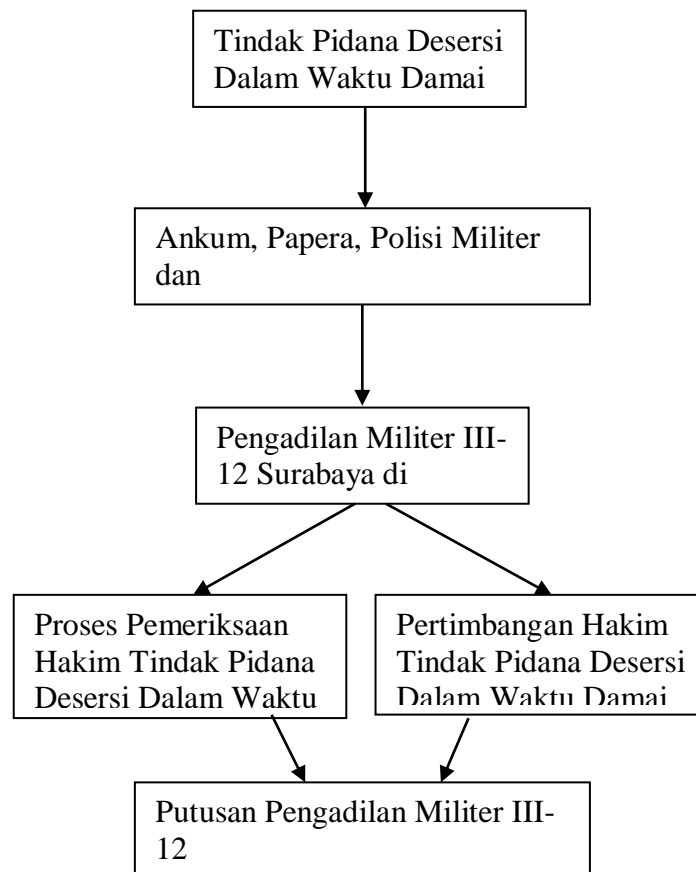 Tindak Pidana Desersi
Dalam Waktu Damai
Ankum, Papera, Polisi Militer
dan
Pengadilan Militer III-
12 Surabaya di
Proses Pemeriksaan
Hakim Tindak Pidana
Desersi Dalam Waktu
Pertimbangan Hakim
Tindak Pidana Desersi
Dalam Waktu Damai
Putusan Pengadilan Militer III-
12